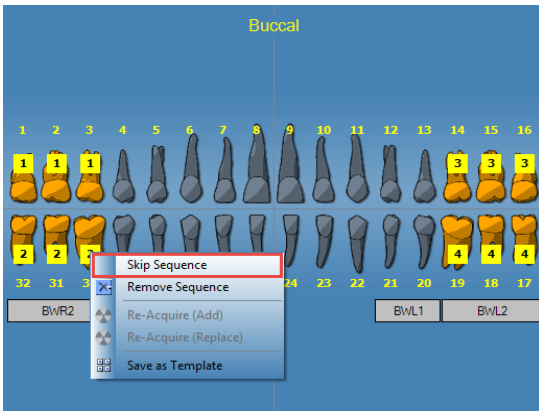 Buccal
1 2 3 4 5 6 7 8 9 10 11 12 13 14 15 16
1 1 1 3 3 3
2 2 2 4 4 4
Skip Sequence
32 31 24 23 22 21 20 19 18 17
Remove Sequence
BWR2 BWL1 BWL2
Re-Acquire (Add)
Re-Acquire (Replace)
Save as Template